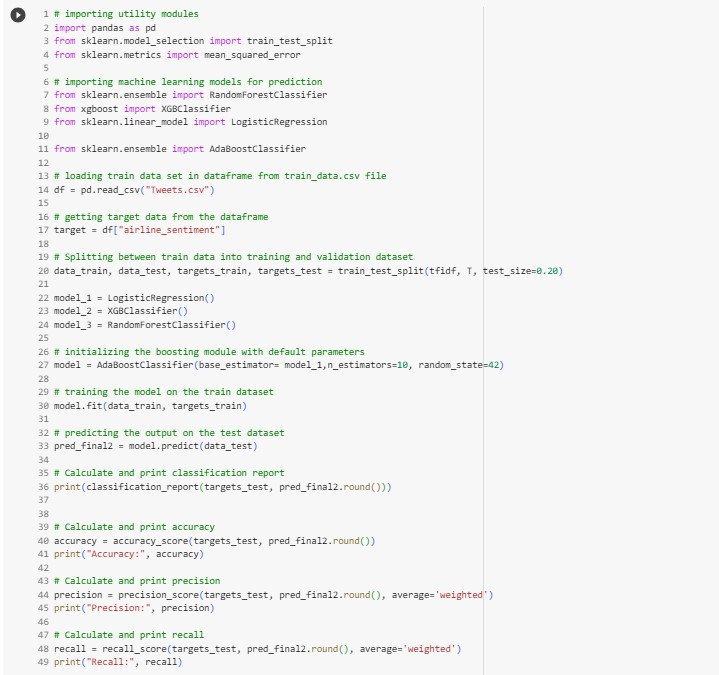 1 # importing utility modules
2 import pandas as pd
3 from sklearn.model_selection import train_test_split
4 from sklearn.metrics import mean_squared_error
5
6 # importing machine learning models for prediction
7 from sklearn.ensemble import RandomForestClassifier
8 from xgboost import XGBClassifier
9 from sklearn.linear_model import LogisticRegression
10
11 from sklearn.ensemble import AdaBoostClassifier
12
13 # loading train data set in dataframe from train_data.csv file
14 df = pd.read_csv("Tweets.csv")
15
16 # getting target data from the dataframe
17 target = df["airline_sentiment"]
18
19 # Splitting between train data into training and validation dataset
20 data_train, data_test, targets_train, targets_test = train_test_split(tfidf, T, test_size=0.20)
21
22 model_1 = LogisticRegression()
23 model_2 = XGBClassifier()
24 model_3 = RandomForestClassifier()
25
26 # initializing the boosting module with default parameters
27 model = AdaBoostClassifier(base_estimator= model_1,n_estimators=10, random_state=42)
28
29 # training the model on the train dataset
30 model.fit(data_train, targets_train)
31
32 # predicting the output on the test dataset
33 pred_final2 = model.predict(data_test)
34
35 # Calculate and print classification report
36 print(classification_report(targets_test, pred_final2.round()))
37
38
39 # Calculate and print accuracy
40 accuracy = accuracy_score(targets_test, pred_final2.round())
41 print("Accuracy:", accuracy)
42
43 # Calculate and print precision
44 precision = precision_score(targets_test, pred_final2.round(), average='weighted')
45 print("Precision:", precision)
46
47 # Calculate and print recall
48 recall = recall_score(targets_test, pred_final2.round(), average='weighted')
49 print("Recall:", recall)